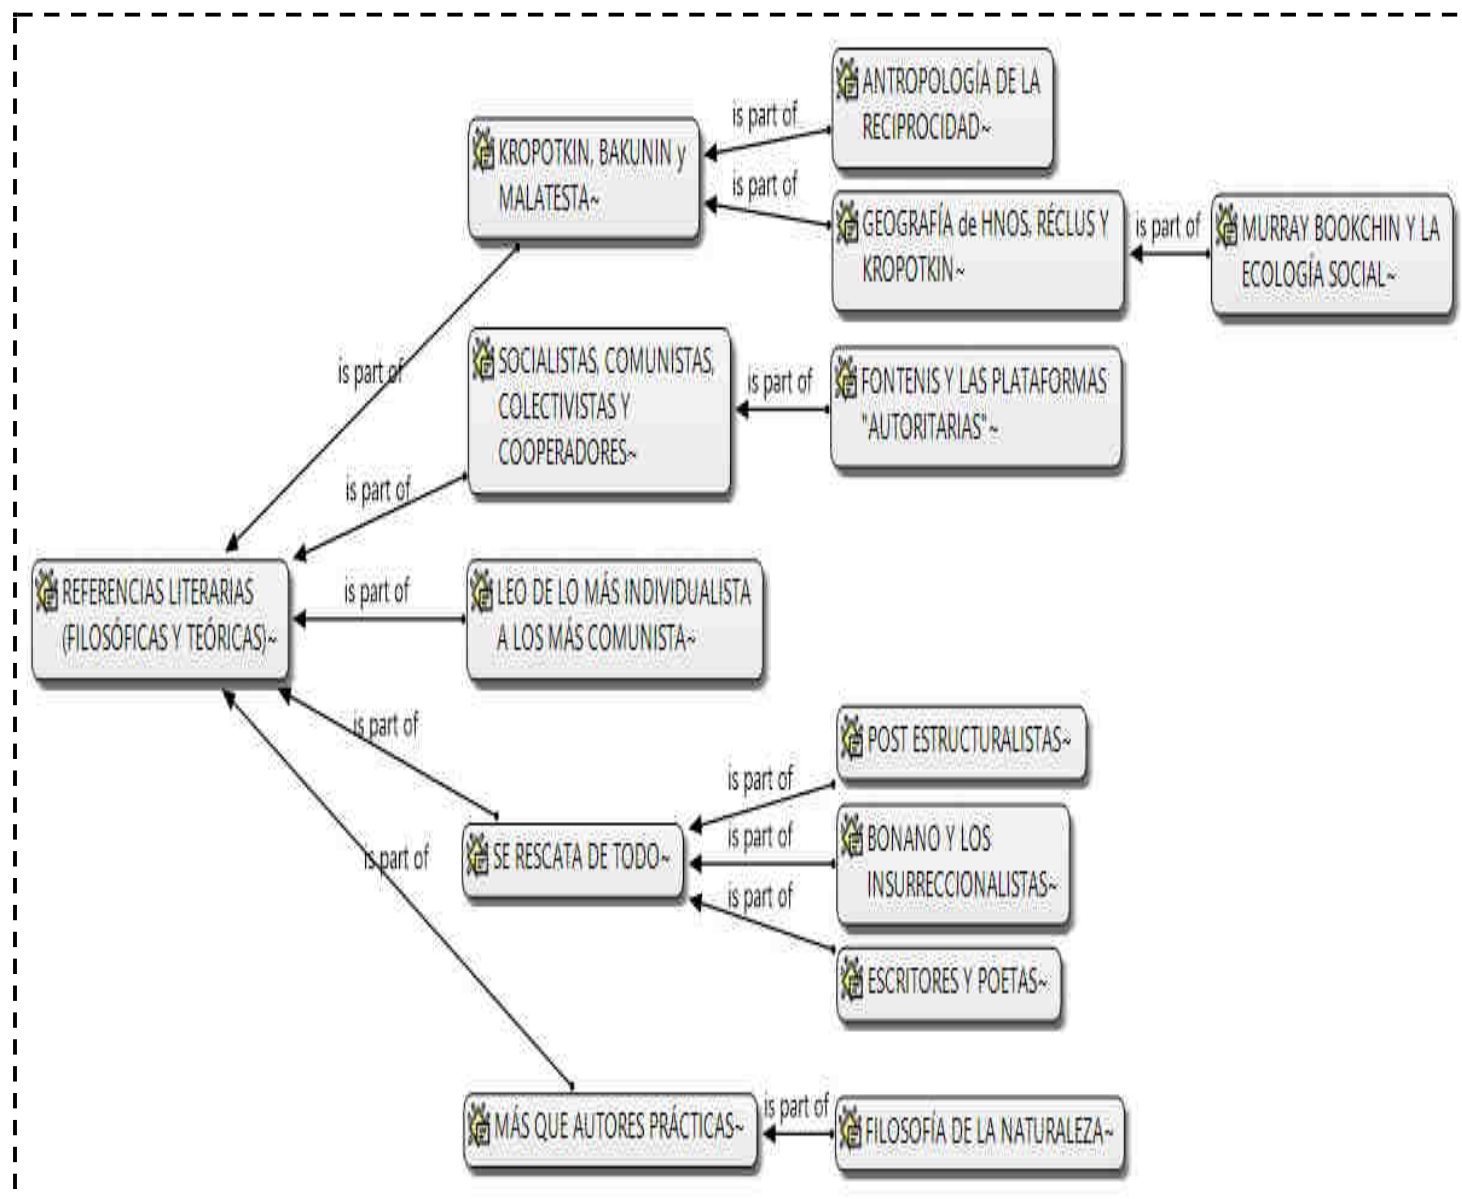 ANTROPOLOGÍA DE LA
RECIPROCIDAD~
is part of
KROPOTKIN, BAKUNIN y
MALATESTA~
is part of
GEOGRAFÍA de HNOS, RÉCLUS Y
KROPOTKIN~
is part of
MURRAY BOOKCHIN Y LA
ECOLOGÍA SOCIAL~
is part of
SOCIALISTAS, COMUNISTAS,
COLECTIVISTAS Y
COOPERADORES~
is part of
FONTENIS Y LAS PLATAFORMAS
"AUTORITARIAS"~
is part of
REFERENCIAS LITERARIAS
(FILOSÓFICAS Y TEÓRICAS)~
is part of
LEO DE LO MÁS INDIVIDUALISTA
A LOS MÁS COMUNISTA~
is part of
POST ESTRUCTURALISTAS~
is part of
SE RESCATA DE TODO~
is part of
BONANO Y LOS
INSURRECCIONALISTAS~
is part of
is part of
ESCRITORES Y POETAS~
MÁS QUE AUTORES PRÁCTICAS~
is part of
FILOSOFÍA DE LA NATURALEZA~